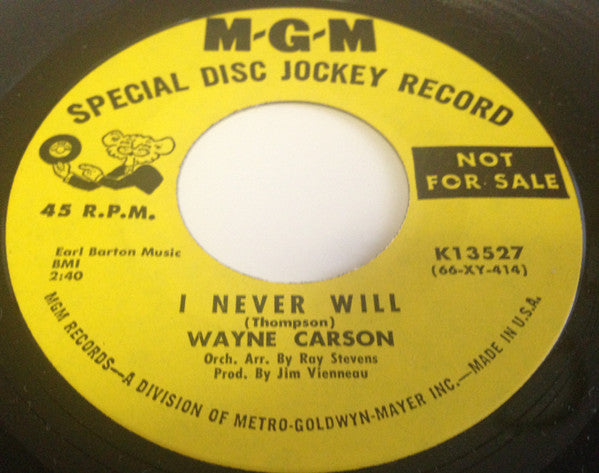 M-G-M
SPECIAL DISC JOCKEY RECORD
NOT
FOR SALE
45 R.P.M.
Earl Barton Music
BMI
2:40
K13527
(66-XY-414)
I NEVER WILL
(Thompson)
WAYNE CARSON
Orch. Arr. By Ray Stevens
Prod. By Jim Vienneau
MGM RECORDS—A DIVISION OF METRO-GOLDWYN-MAYER INC.—MADE IN U.S.A.